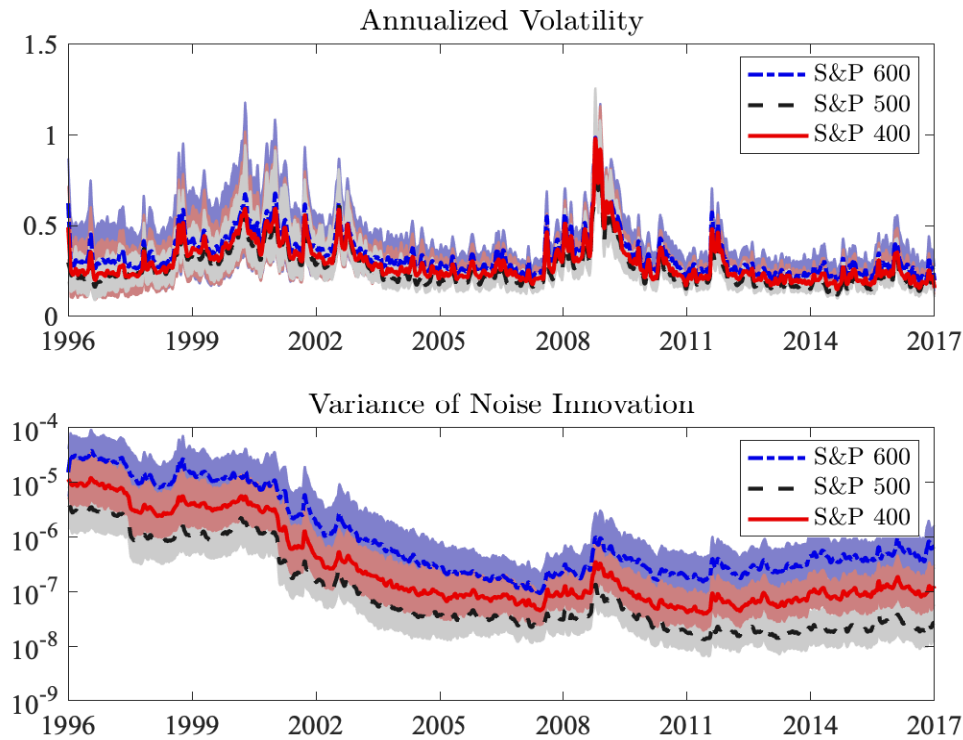 Annualized Volatility
1.5
1
0.5
0
S&P 600
S&P 500
S&P 400
1996 1999 2002 2005 2008 2011 2014 2017
Variance of Noise Innovation
10^-4
10^-5
10^-6
10^-7
10^-8
10^-9
S&P 600
S&P 500
S&P 400
1996 1999 2002 2005 2008 2011 2014 2017